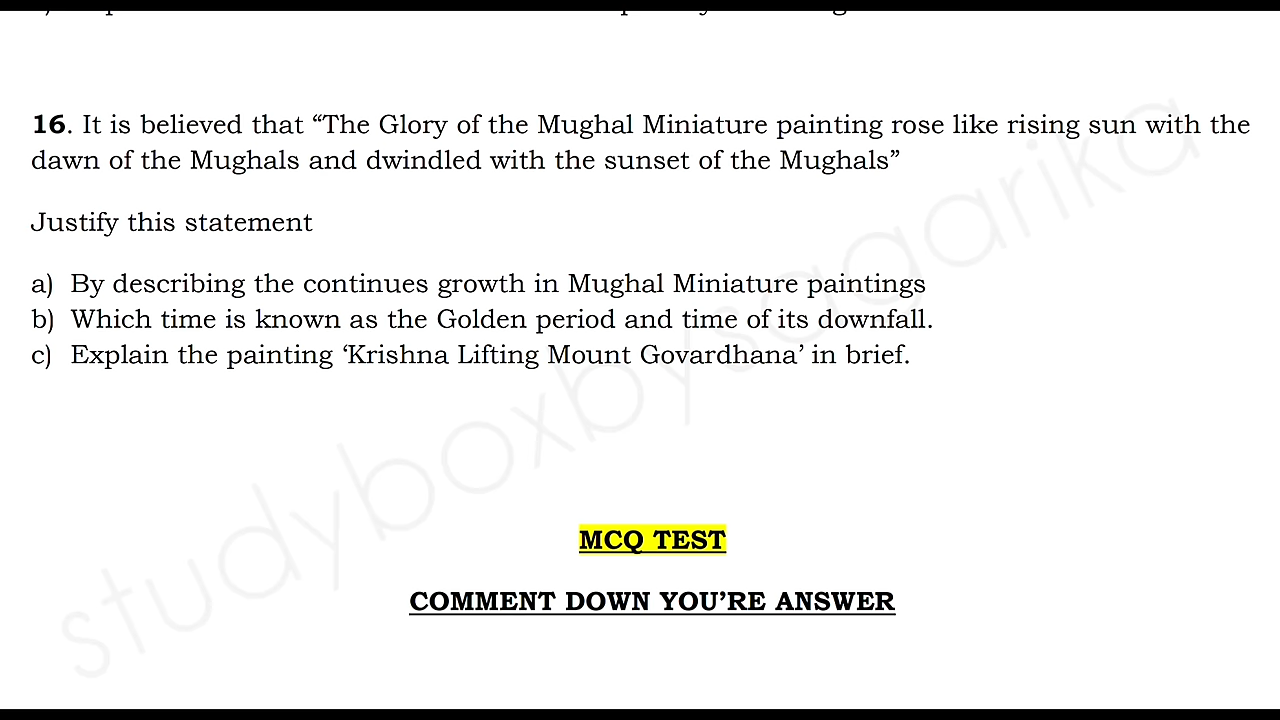 16. It is believed that “The Glory of the Mughal Miniature painting rose like rising sun with the
dawn of the Mughals and dwindled with the sunset of the Mughals”
Justify this statement
a) By describing the continues growth in Mughal Miniature paintings
b) Which time is known as the Golden period and time of its downfall.
c) Explain the painting ‘Krishna Lifting Mount Govardhana’ in brief.
studyboxbysagarika
MCQ TEST
COMMENT DOWN YOU’RE ANSWER